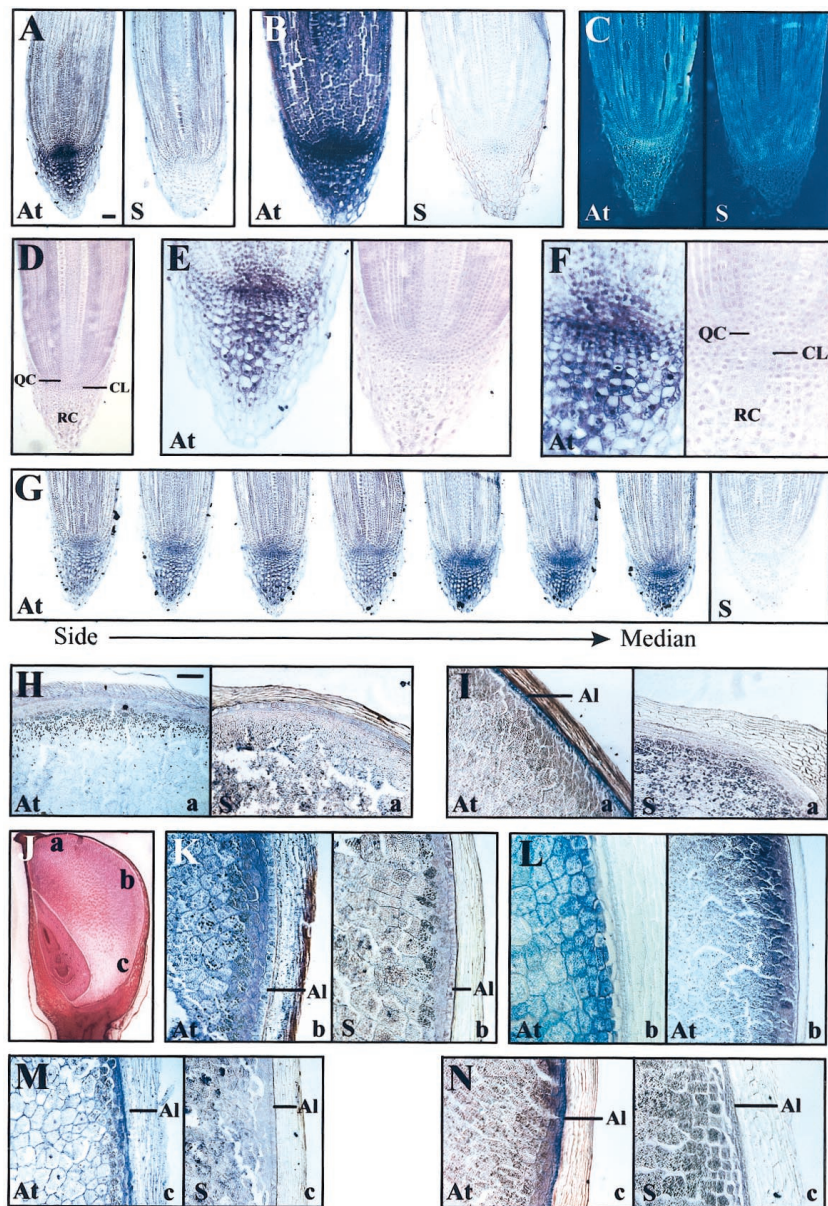 A B C
At S At S At S
D E F
QC CL QC CL
RC At At RC
G
At S
Side Median
H I Al
At a S a At a S a
J a K L
b
c Al Al
At b S b At b At
M Al Al N Al Al
At c S c At c S c